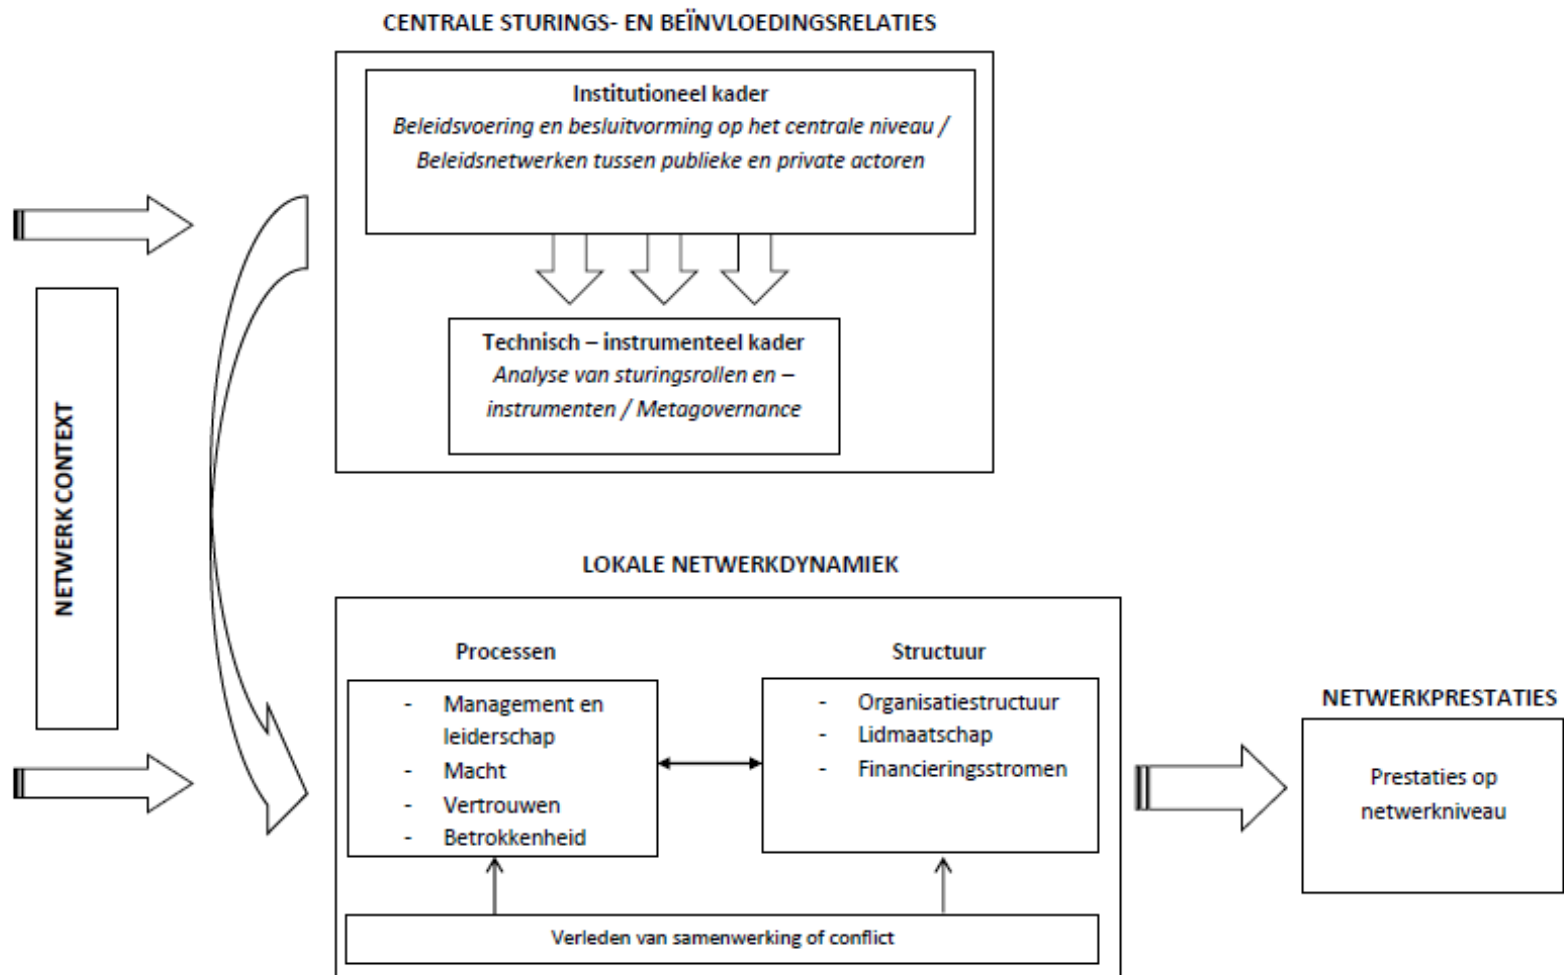 CENTRALE STURINGS- EN BEÏNVLOEDINGSRELATIES
Institutioneel kader
Beleidsvoering en besluitvorming op het centrale niveau /
Beleidsnetwerken tussen publieke en private actoren
Technisch – instrumenteel kader
Analyse van sturingsrollen en –
instrumenten / Metagovernance
NETWERK CONTEXT
LOKALE NETWERKDYNAMIEK
Processen
- Management en
leiderschap
- Macht
- Vertrouwen
- Betrokkenheid
Structuur
- Organisatiestructuur
- Lidmaatschap
- Financieringsstromen
Verleden van samenwerking of conflict
NETWERKPRESTATIES
Prestaties op
netwerkniveau